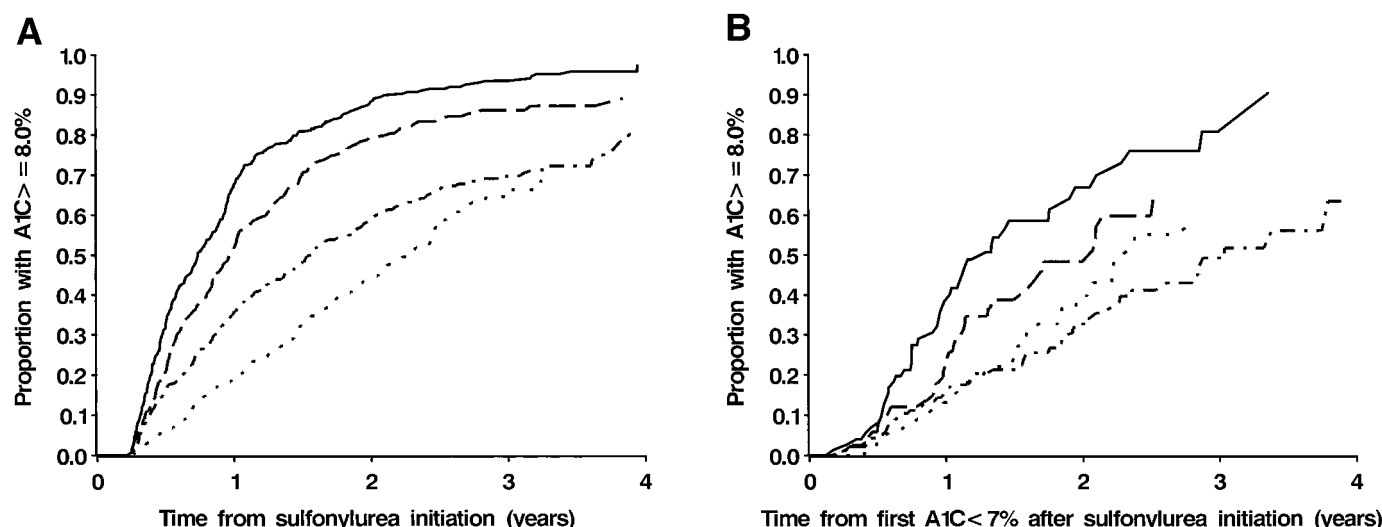 A
Proportion with A1C> = 8.0%
1.0
0.9
0.8
0.7
0.6
0.5
0.4
0.3
0.2
0.1
0.0
0 1 2 3 4
Time from sulfonylurea initiation (years)
B
Proportion with A1C> = 8.0%
1.0
0.9
0.8
0.7
0.6
0.5
0.4
0.3
0.2
0.1
0.0
0 1 2 3 4
Time from first A1C< 7% after sulfonylurea initiation (years)